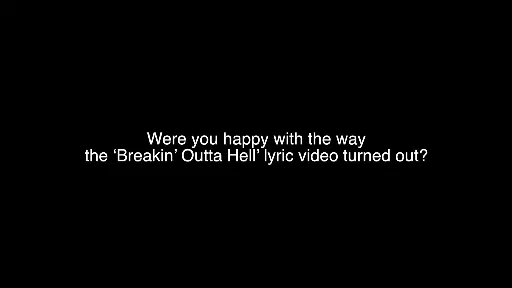 Were you happy with the way
the ‘Breakin’ Outta Hell’ lyric video turned out?